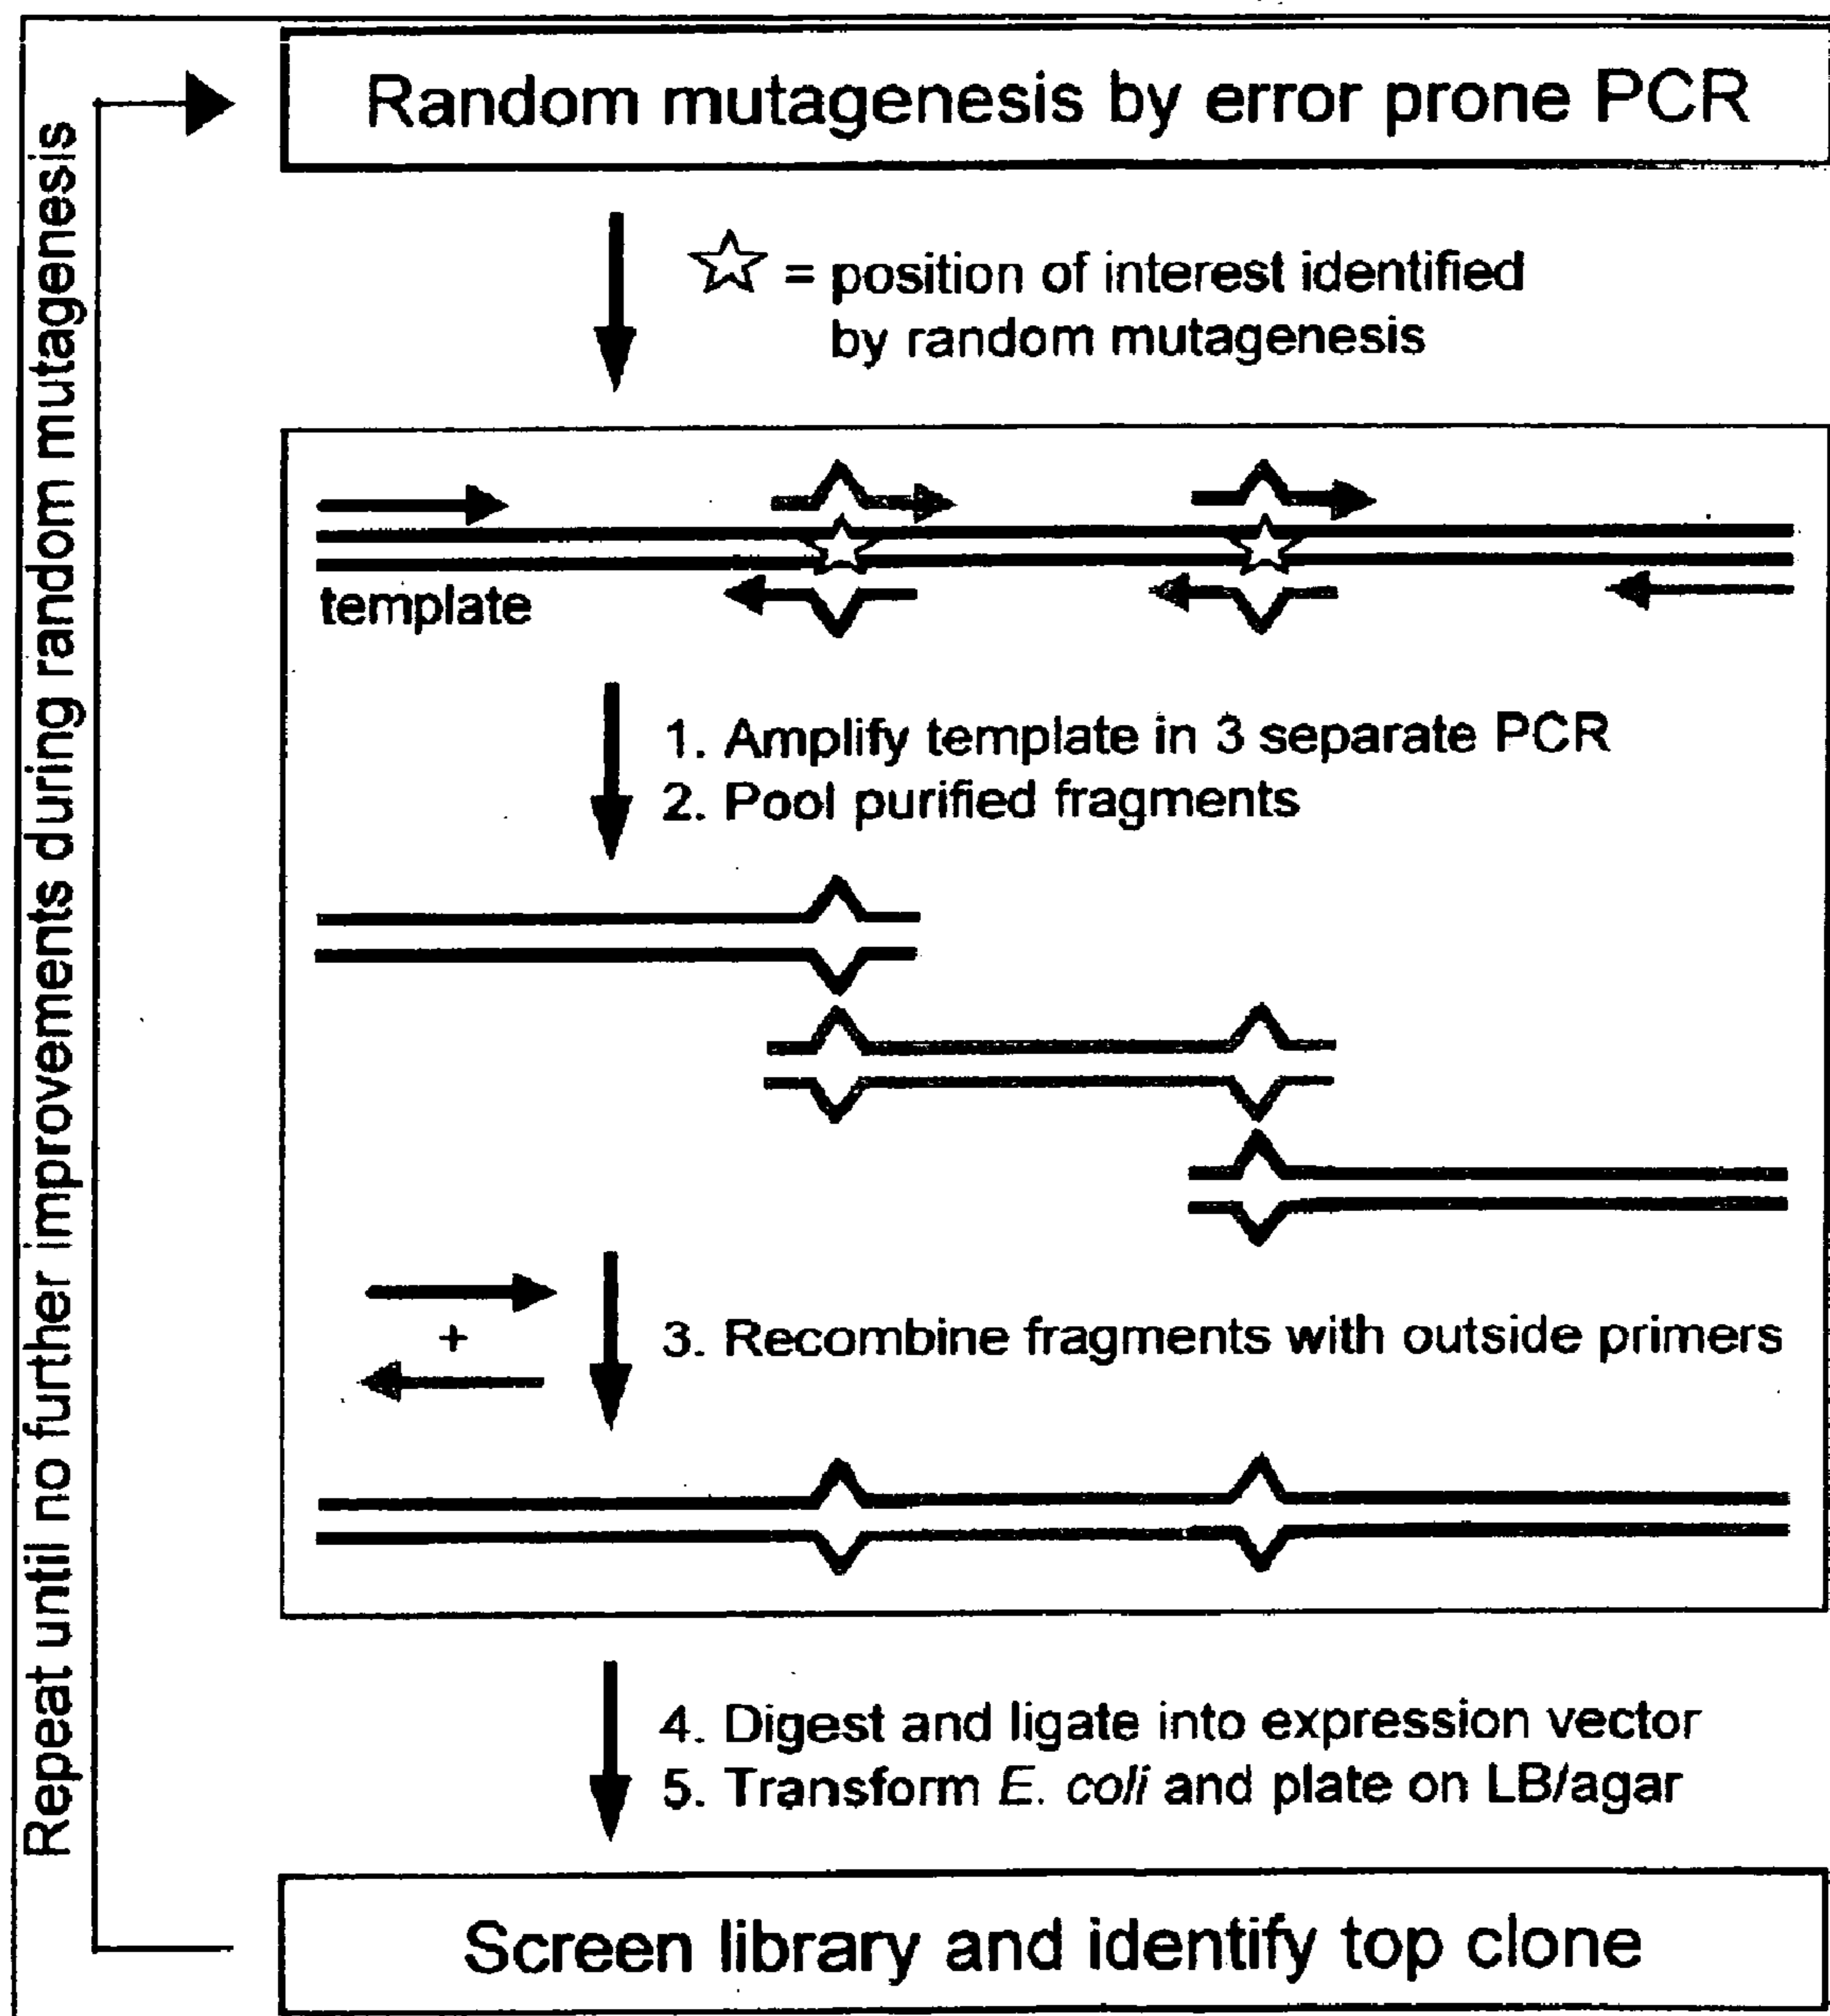 Random mutagenesis by error prone PCR
= position of interest identified
by random mutagenesis
template
1. Amplify template in 3 separate PCR
2. Pool purified fragments
+
3. Recombine fragments with outside primers
4. Digest and ligate into expression vector
5. Transform E. coli and plate on LB/agar
Screen library and identify top clone
Repeat until no further improvements during random mutagenesis